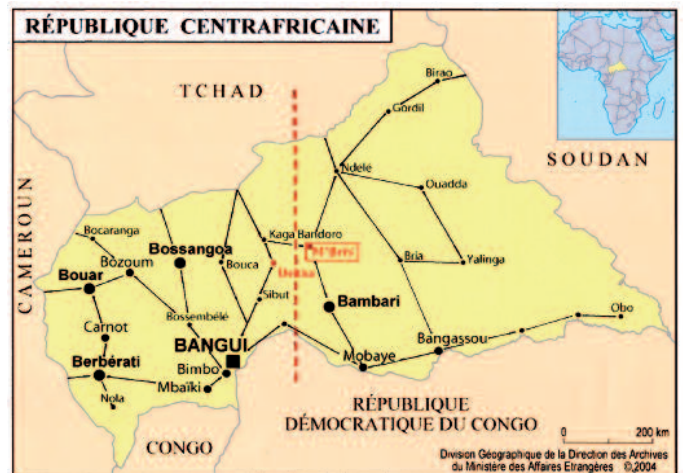 RÉPUBLIQUE CENTRAFRICAINE
TCHAD
SOUDAN
CAMEROUN
Birao
Gordil
Ndélé
Ouadda
Bocaranga
Bossangoa
Kaga Bandoro
M'Brés
Bouar
Bozoum
Bouca
Bria
Yalinga
Sibut
Bambari
Obo
Carnot
Bossembélé
BANGUI
Bangassou
Berbérati
Bimbo
Mobaye
Mbaïki
Nola
RÉPUBLIQUE
DÉMOCRATIQUE DU CONGO
CONGO
0 200 km
Division Géographique de la Direction des Archives
du Ministère des Affaires Etrangères ©2004